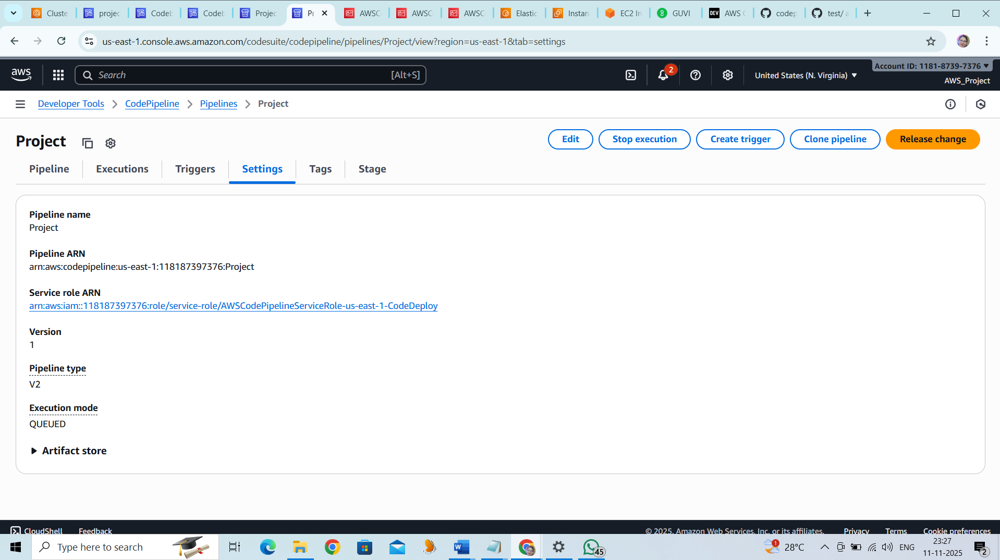 Cluste
projec
Codeb
Codeb
Projec
Pr
AWSC
AWSC
AWSC
Elastic
Instan
EC2 In
GUVI
DEV
AWS
codep
test/ a
us-east-1.console.aws.amazon.com/codesuite/codepipeline/pipelines/Project/view?region=us-east-1&tab=settings
aws
Search
[Alt+S]
2
United States (N. Virginia)
Account ID: 1181-8739-7376
AWS_Project
Developer Tools
CodePipeline
Pipelines
Project
Project
Edit
Stop execution
Create trigger
Clone pipeline
Release change
Pipeline
Executions
Triggers
Settings
Tags
Stage
Pipeline name
Project
Pipeline ARN
arn:aws:codepipeline:us-east-1:118187397376:Project
Service role ARN
arn:aws:iam::118187397376:role/service-role/AWSCodePipelineServiceRole-us-east-1-CodeDeploy
Version
1
Pipeline type
V2
Execution mode
QUEUED
Artifact store
CloudShell
Feedback
© 2025, Amazon Web Services, Inc. or its affiliates.
Privacy
Terms
Cookie preferences
Type here to search
W
45
1
28°C
ENG
23:27
11-11-2025
2